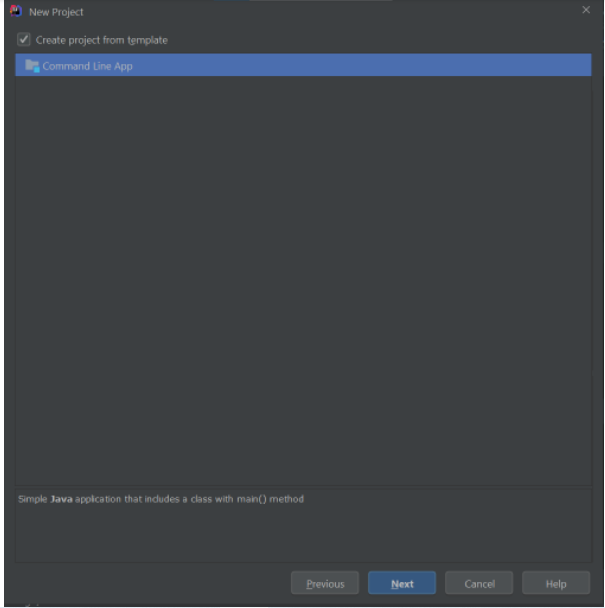 New Project
Create project from template
Command Line App
Simple Java application that includes a class with main() method
Previous Next Cancel Help